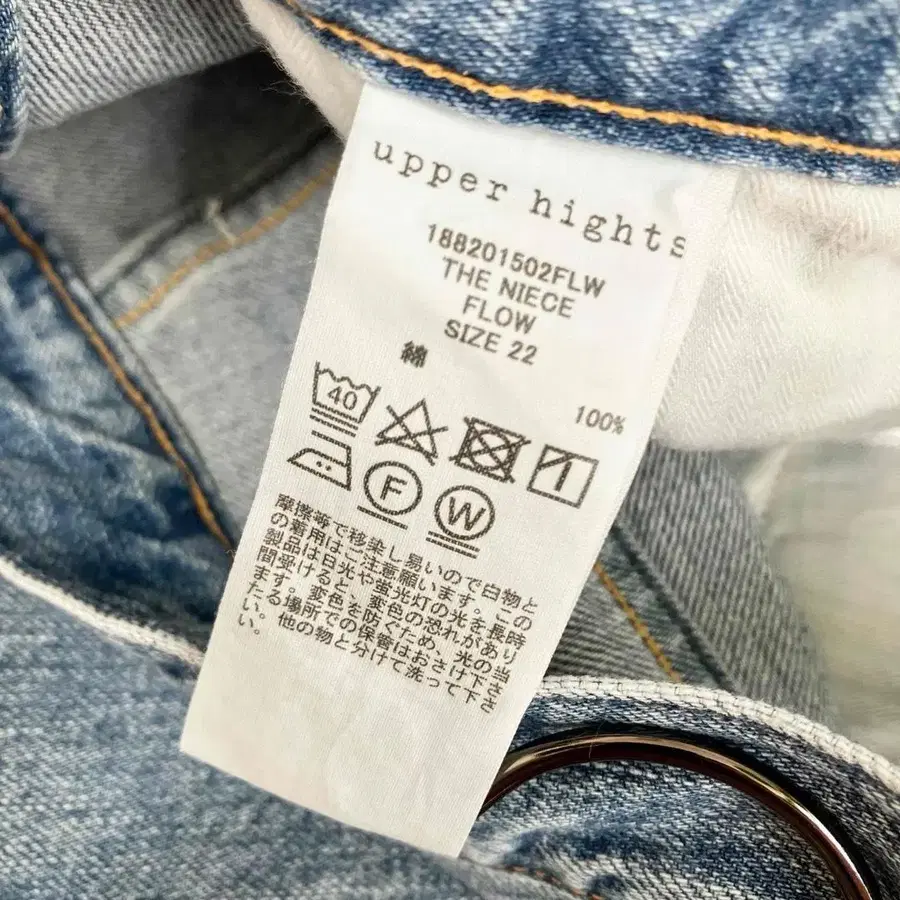 upper hights
188201502FLW
THE NIECE
FLOW
SIZE 22
綿
100%
40
F
W
摩擦等で移染し易いので白物と
の着用はご注意願います。この
製品は日光や蛍光灯の光を長時
間受けると、変色の恐れがあり
ます。変色を防ぐため、光の当
たる場所での保管はおさけ下さ
い。他の物と分けて洗って下さ
い。